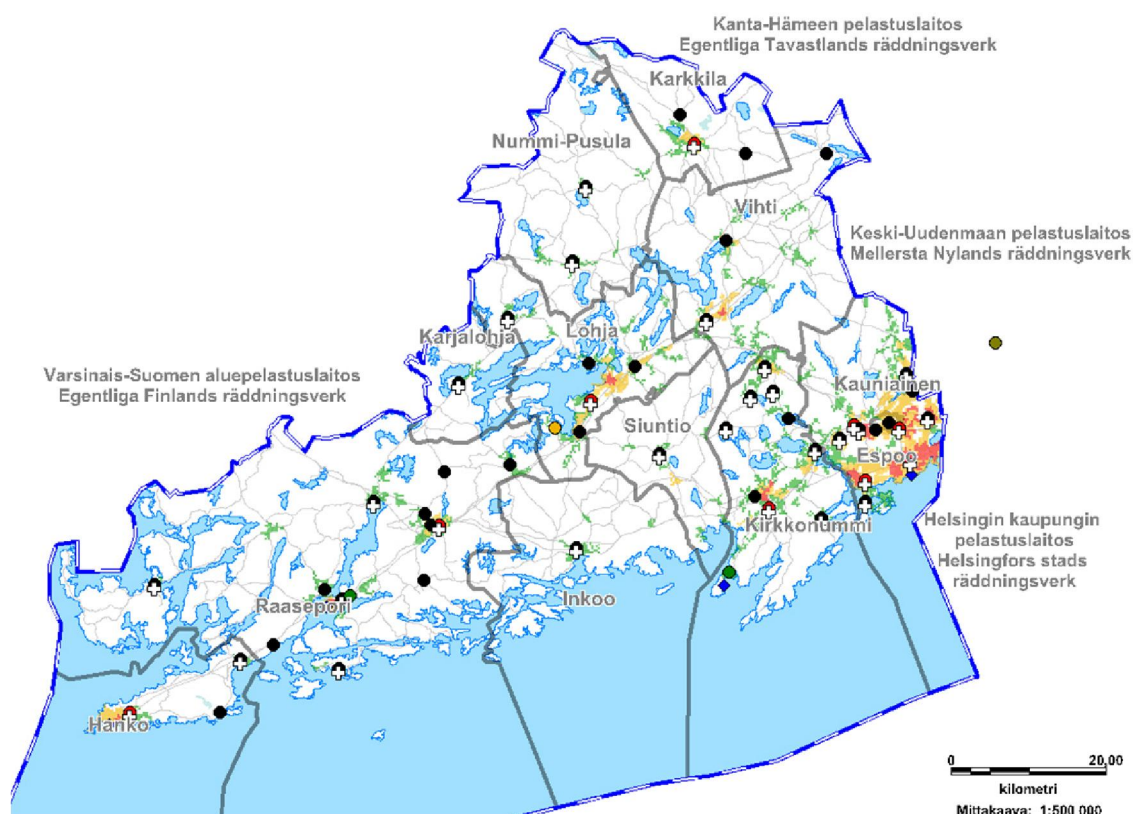 Kanta-Hämeen pelastuslaitos
Egentliga Tavastlands räddningsverk
Karkkila
Nummi-Pusula
Vihti
Keski-Uudenmaan pelastuslaitos
Mellersta Nylands räddningsverk
Karjalohja
Lohja
Varsinais-Suomen aluepelastuslaitos
Egentliga Finlands räddningsverk
Kauniainen
Siuntio
Espoo
Kirkkonummi
Helsingin kaupungin
pelastuslaitos
Helsingfors stads
räddningsverk
Raasepori
Inkoo
Hanko
0 20,00
kilometri
Mittakaava: 1:500 000